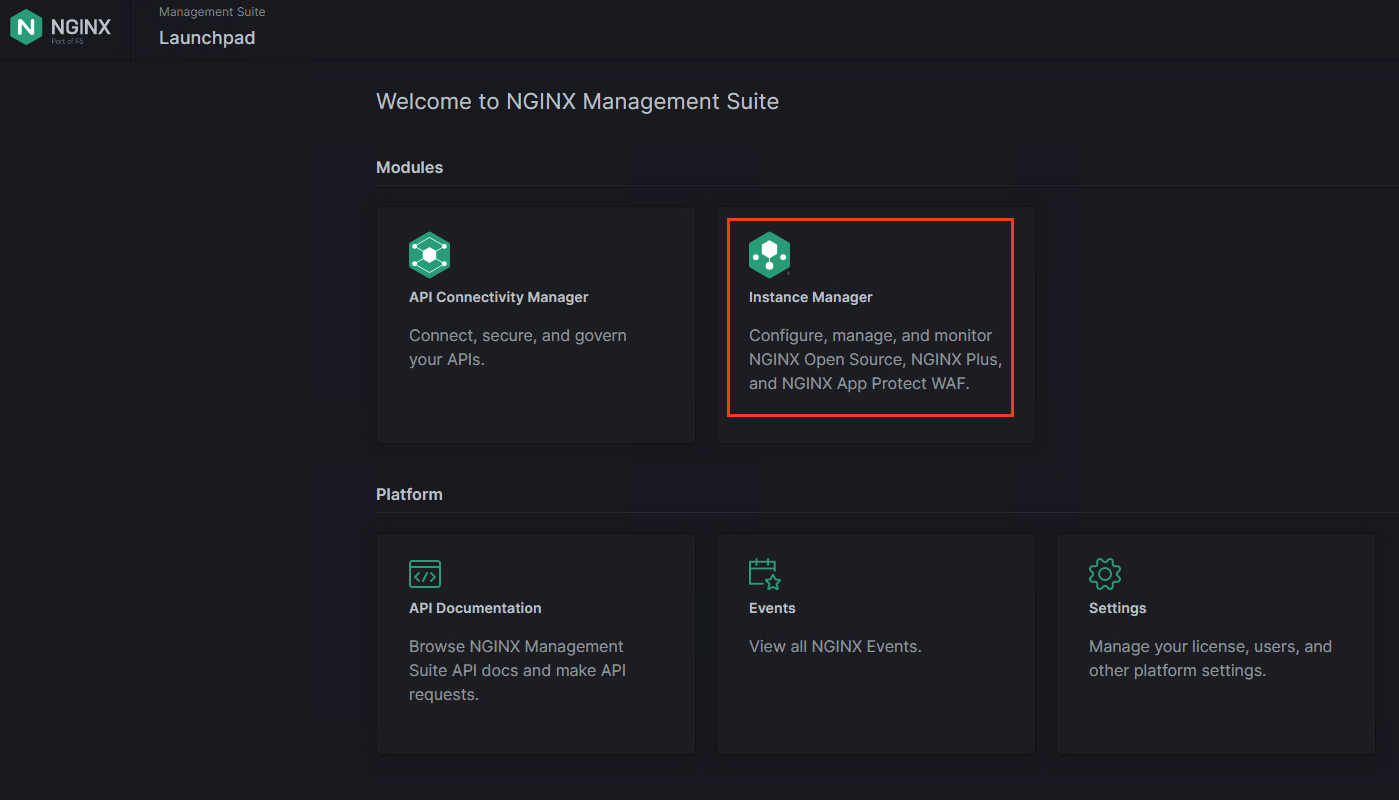 NGINX
Part of F5
Management Suite
Launchpad
Welcome to NGINX Management Suite
Modules
API Connectivity Manager
Connect, secure, and govern
your APIs.
Instance Manager
Configure, manage, and monitor
NGINX Open Source, NGINX Plus,
and NGINX App Protect WAF.
Platform
API Documentation
Browse NGINX Management
Suite API docs and make API
requests.
Events
View all NGINX Events.
Settings
Manage your license, users, and
other platform settings.